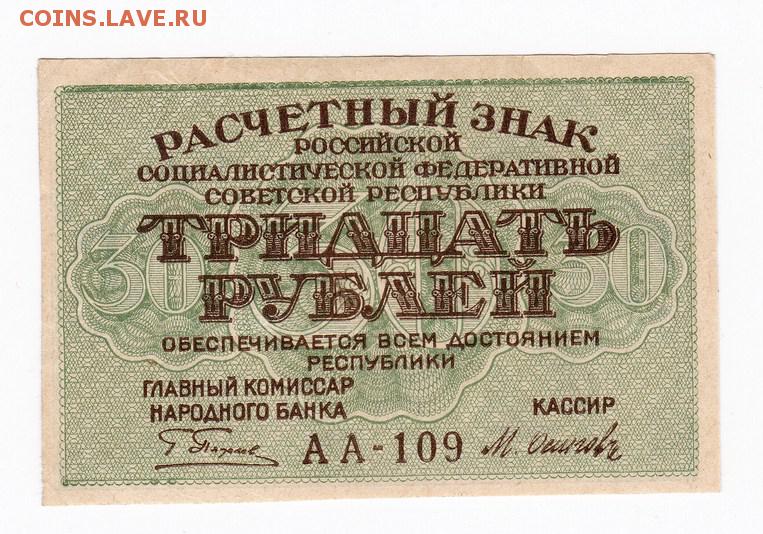 COINS.LAVE.RU
РАСЧЕТНЫЙ ЗНАК
РОССИЙСКОЙ
СОЦИАЛИСТИЧЕСКОЙ ФЕДЕРАТИВНОЙ
СОВЕТСКОЙ РЕСПУБЛИКИ
30 30 30
ТРИДЦАТЬ
РУБЛЕЙ
ОБЕСПЕЧИВАЕТСЯ ВСЕМ ДОСТОЯНИЕМ
РЕСПУБЛИКИ
ГЛАВНЫЙ КОМИССАР
НАРОДНОГО БАНКА
КАССИР
АА-109